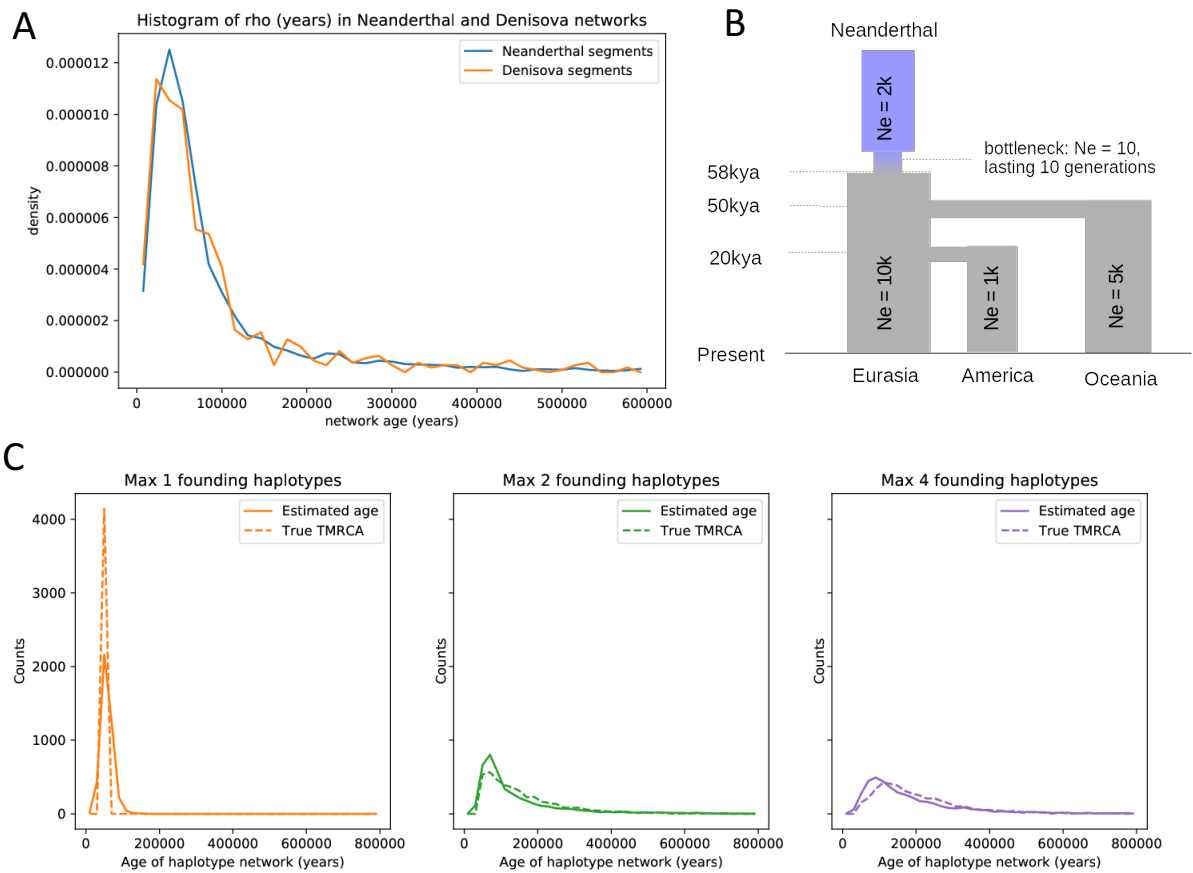 A
Histogram of rho (years) in Neanderthal and Denisova networks
Neanderthal segments
Denisova segments
0.000012
0.000010
0.000008
0.000006
0.000004
0.000002
0.000000
density
0
100000
200000
300000
400000
500000
600000
network age (years)
B
Neanderthal
Ne = 2k
bottleneck: Ne = 10,
lasting 10 generations
58kya
50kya
20kya
Present
Ne = 10k
Ne = 1k
Ne = 5k
Eurasia
America
Oceania
C
Max 1 founding haplotypes
Estimated age
True TMRCA
4000
3000
2000
1000
0
Counts
0
200000
400000
600000
800000
Age of haplotype network (years)
Max 2 founding haplotypes
Estimated age
True TMRCA
Counts
0
200000
400000
600000
800000
Age of haplotype network (years)
Max 4 founding haplotypes
Estimated age
True TMRCA
Counts
0
200000
400000
600000
800000
Age of haplotype network (years)